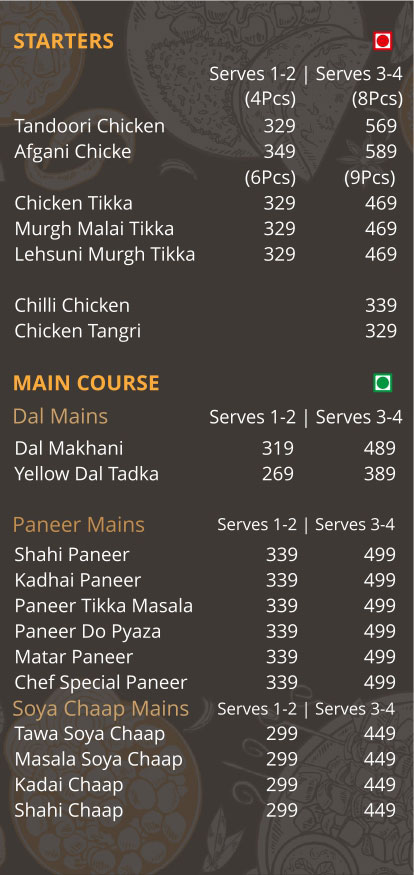 STARTERS
Serves 1-2 | Serves 3-4
(4Pcs) (8Pcs)
Tandoori Chicken 329 569
Afgani Chicke 349 589
(6Pcs) (9Pcs)
Chicken Tikka 329 469
Murgh Malai Tikka 329 469
Lehsuni Murgh Tikka 329 469
Chilli Chicken 339
Chicken Tangri 329
MAIN COURSE
Dal Mains Serves 1-2 | Serves 3-4
Dal Makhani 319 489
Yellow Dal Tadka 269 389
Paneer Mains Serves 1-2 | Serves 3-4
Shahi Paneer 339 499
Kadhai Paneer 339 499
Paneer Tikka Masala 339 499
Paneer Do Pyaza 339 499
Matar Paneer 339 499
Chef Special Paneer 339 499
Soya Chaap Mains Serves 1-2 | Serves 3-4
Tawa Soya Chaap 299 449
Masala Soya Chaap 299 449
Kadai Chaap 299 449
Shahi Chaap 299 449